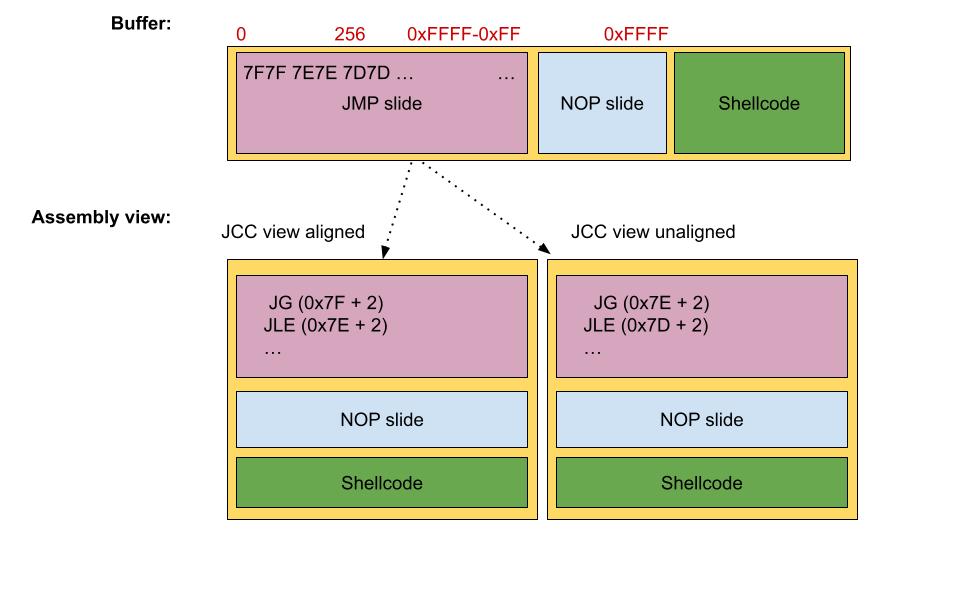 Buffer:
0 256 0xFFFF-0xFF 0xFFFF
7F7F 7E7E 7D7D ... ...
JMP slide
NOP slide
Shellcode
Assembly view:
JCC view aligned
JCC view unaligned
JG (0x7F + 2)
JLE (0x7E + 2)
...
NOP slide
Shellcode
JG (0x7E + 2)
JLE (0x7D + 2)
...
NOP slide
Shellcode